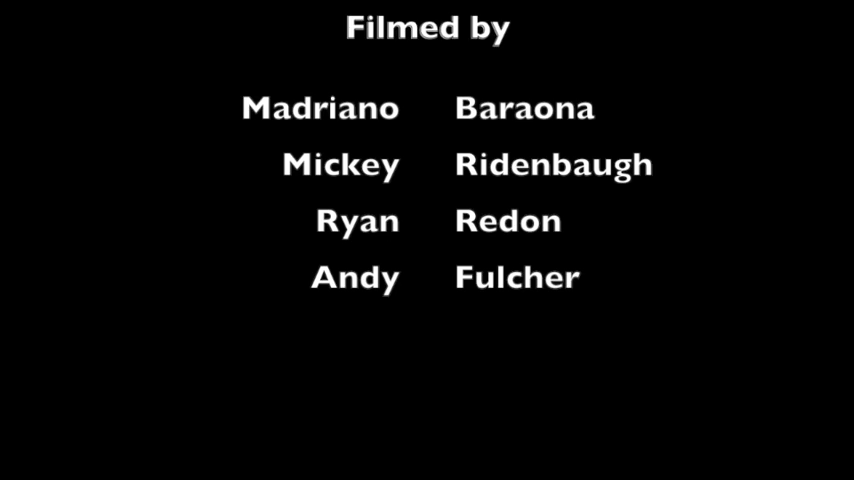 Filmed by
Madriano Baraona
Mickey Ridenbaugh
Ryan Redon
Andy Fulcher